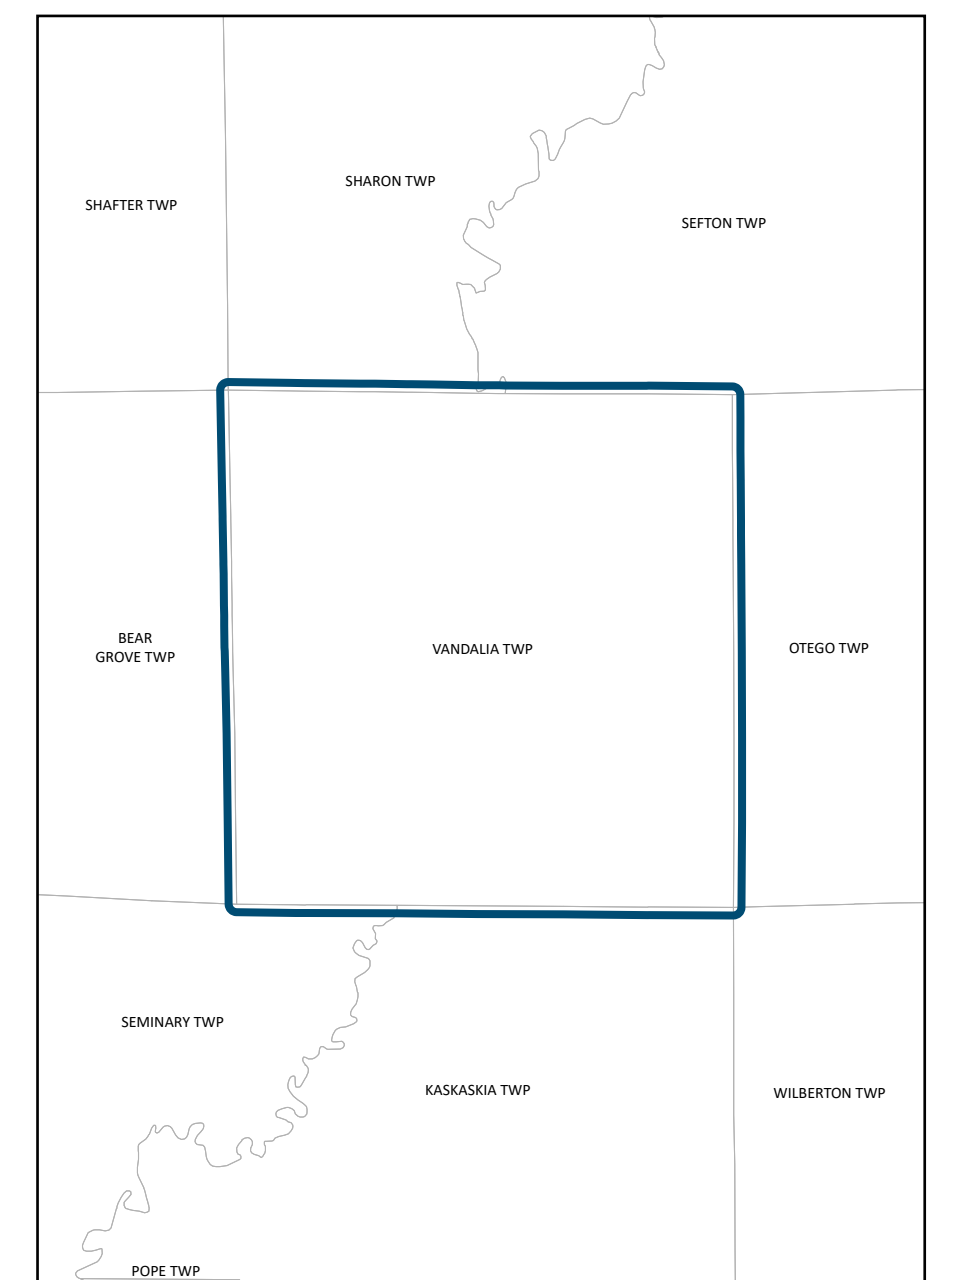 SHARON TWP
SHAFTER TWP
SEFTON TWP
BEAR
GROVE TWP
VANDALIA TWP
OTEGO TWP
SEMINARY TWP
KASKASKIA TWP
WILBERTON TWP
POPE TWP